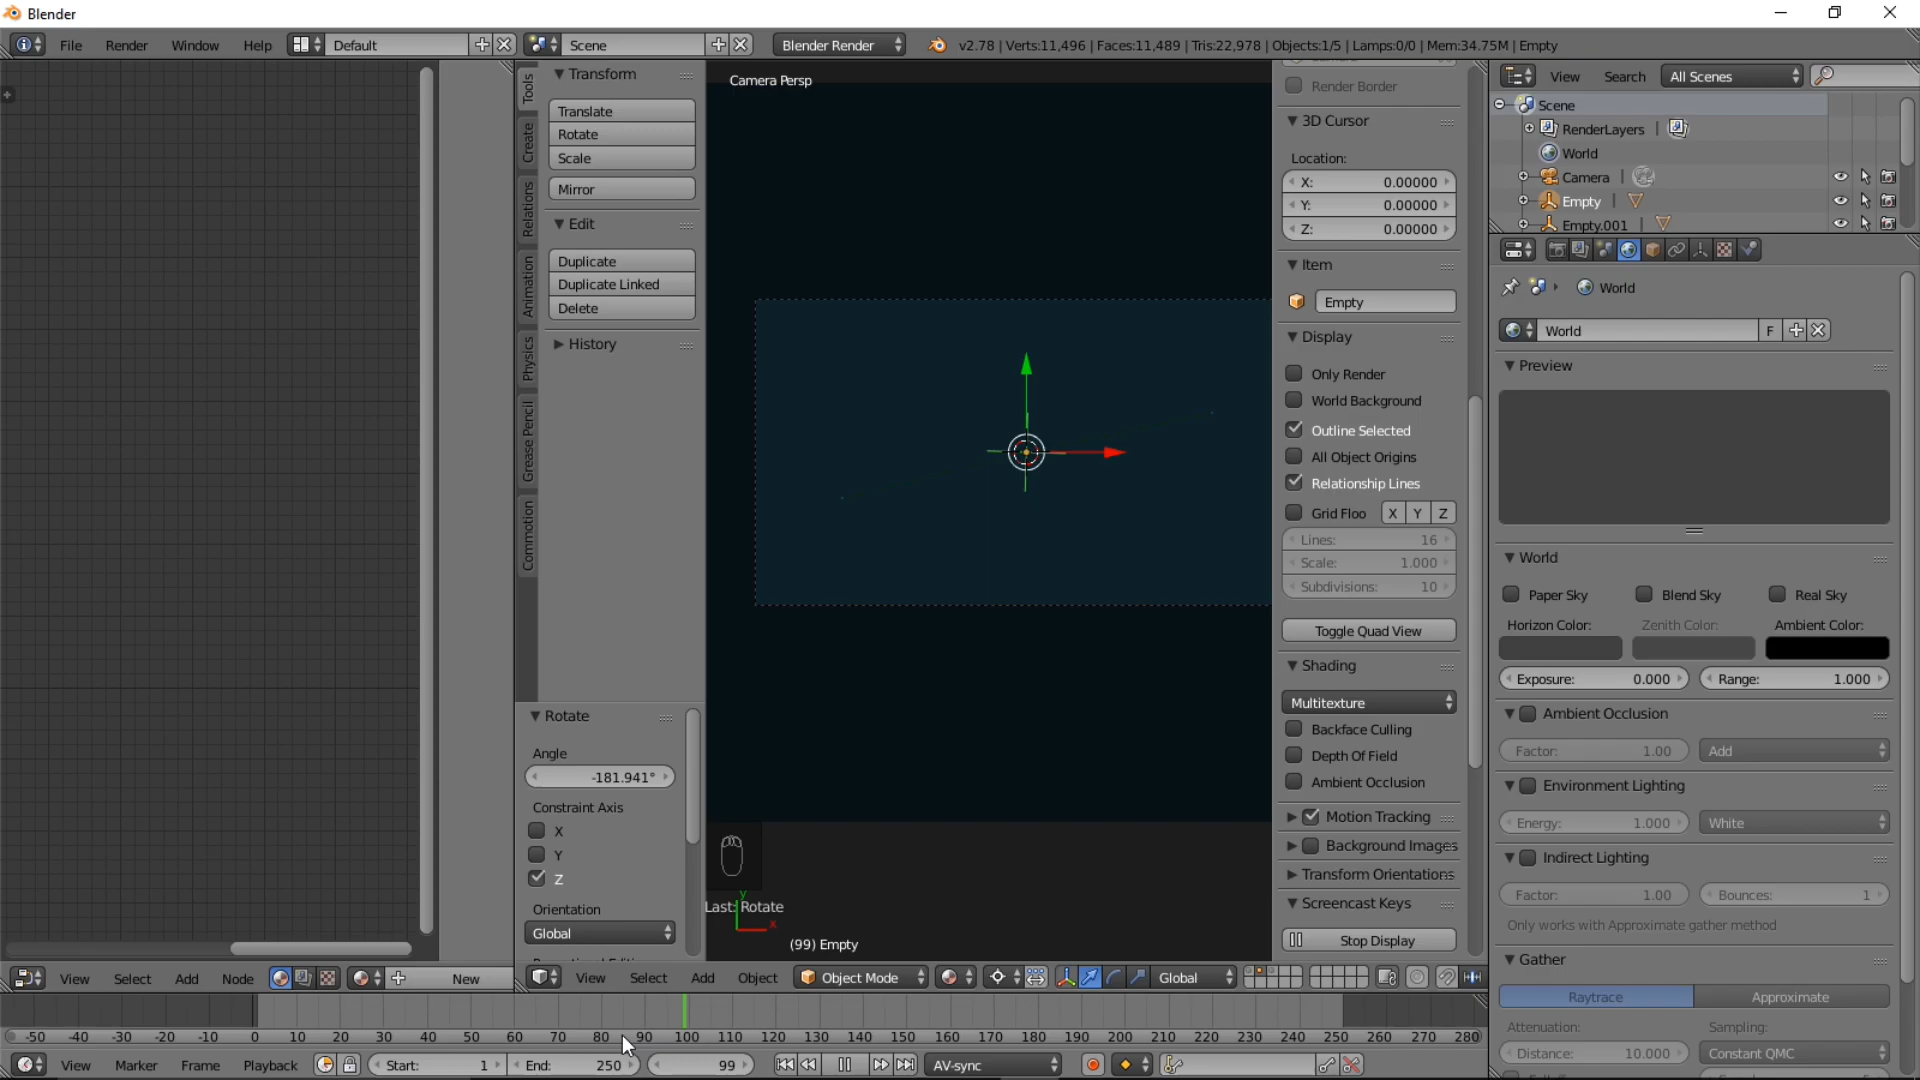 Blender
File Render Window Help Default Scene Blender Render v2.78 | Verts:11,496 | Faces:11,489 | Tris:22,978 | Objects:1/5 | Lamps:0/0 | Mem:34.75M | Empty
Tools
Create
Relations
Animation
Physics
Grease Pencil
Commotion
Transform
Translate
Rotate
Scale
Mirror
Edit
Duplicate
Duplicate Linked
Delete
History
Rotate
Angle
-181.941°
Constraint Axis
X
Y
Z
Orientation
Global
Camera Persp
Last: Rotate
y
x
(99) Empty
Render Border
3D Cursor
Location:
X: 0.00000
Y: 0.00000
Z: 0.00000
Item
Empty
Display
Only Render
World Background
Outline Selected
All Object Origins
Relationship Lines
Grid Floo X Y Z
Lines: 16
Scale: 1.000
Subdivisions: 10
Toggle Quad View
Shading
Multitexture
Backface Culling
Depth Of Field
Ambient Occlusion
Motion Tracking
Background Images
Transform Orientations
Screencast Keys
Stop Display
View Search All Scenes
Scene
RenderLayers
World
Camera
Empty
Empty.001
World
World F
Preview
World
Paper Sky Blend Sky Real Sky
Horizon Color: Zenith Color: Ambient Color:
Exposure: 0.000 Range: 1.000
Ambient Occlusion
Factor: 1.00 Add
Environment Lighting
Energy: 1.000 White
Indirect Lighting
Factor: 1.00 Bounces: 1
Only works with Approximate gather method
Gather
Raytrace Approximate
Attenuation: Sampling:
Distance: 10.000 Constant QMC
View Select Add Node New
View Select Add Object Object Mode Global
-50 -40 -30 -20 -10 0 10 20 30 40 50 60 70 80 90 100 110 120 130 140 150 160 170 180 190 200 210 220 230 240 250 260 270 280
View Marker Frame Playback Start: 1 End: 250 99 AV-sync